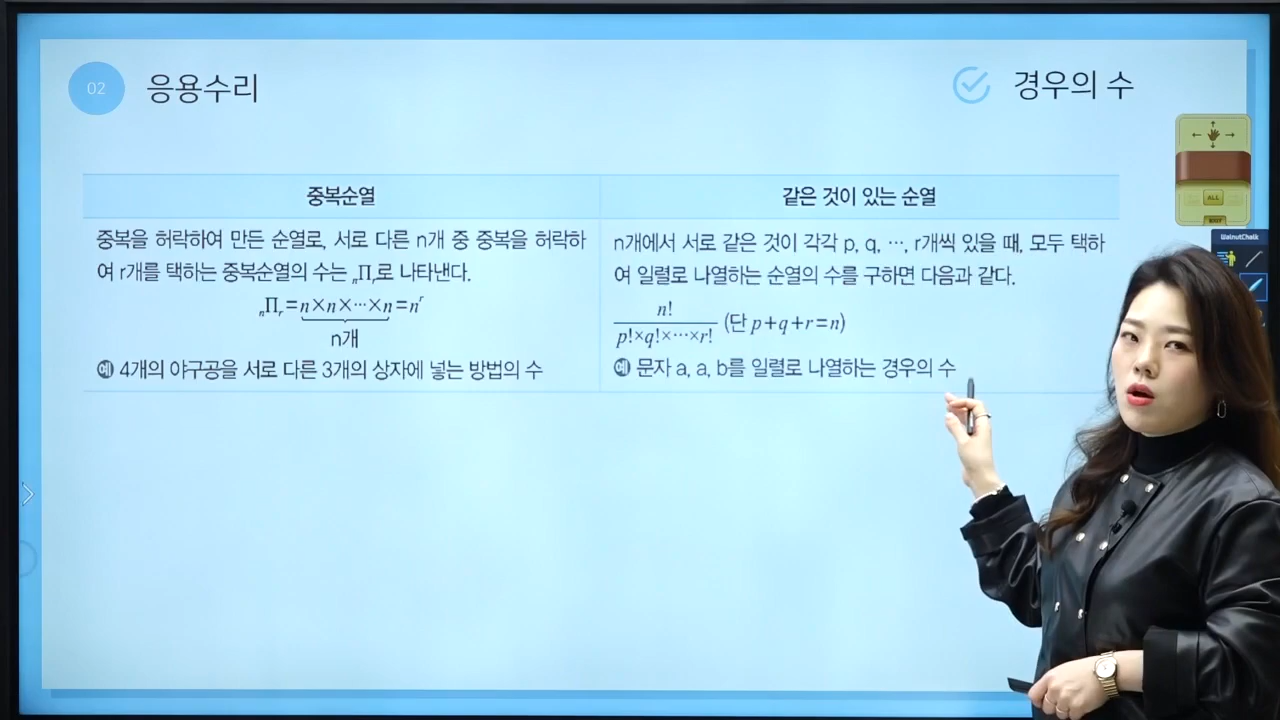 02 응용수리
경우의 수
중복순열
중복을 허락하여 만든 순열로, 서로 다른 n개 중 중복을 허락하
여 r개를 택하는 중복순열의 수는 ₙΠᵣ로 나타낸다.
ₙΠᵣ=n×n×···×n=nʳ
n개
예 4개의 야구공을 서로 다른 3개의 상자에 넣는 방법의 수
같은 것이 있는 순열
n개에서 서로 같은 것이 각각 p, q, ···, r개씩 있을 때, 모두 택하
여 일렬로 나열하는 순열의 수를 구하면 다음과 같다.
n!
p!×q!×···×r! (단 p+q+r=n)
예 문자 a, a, b를 일렬로 나열하는 경우의 수
ALL
WalnutChalk